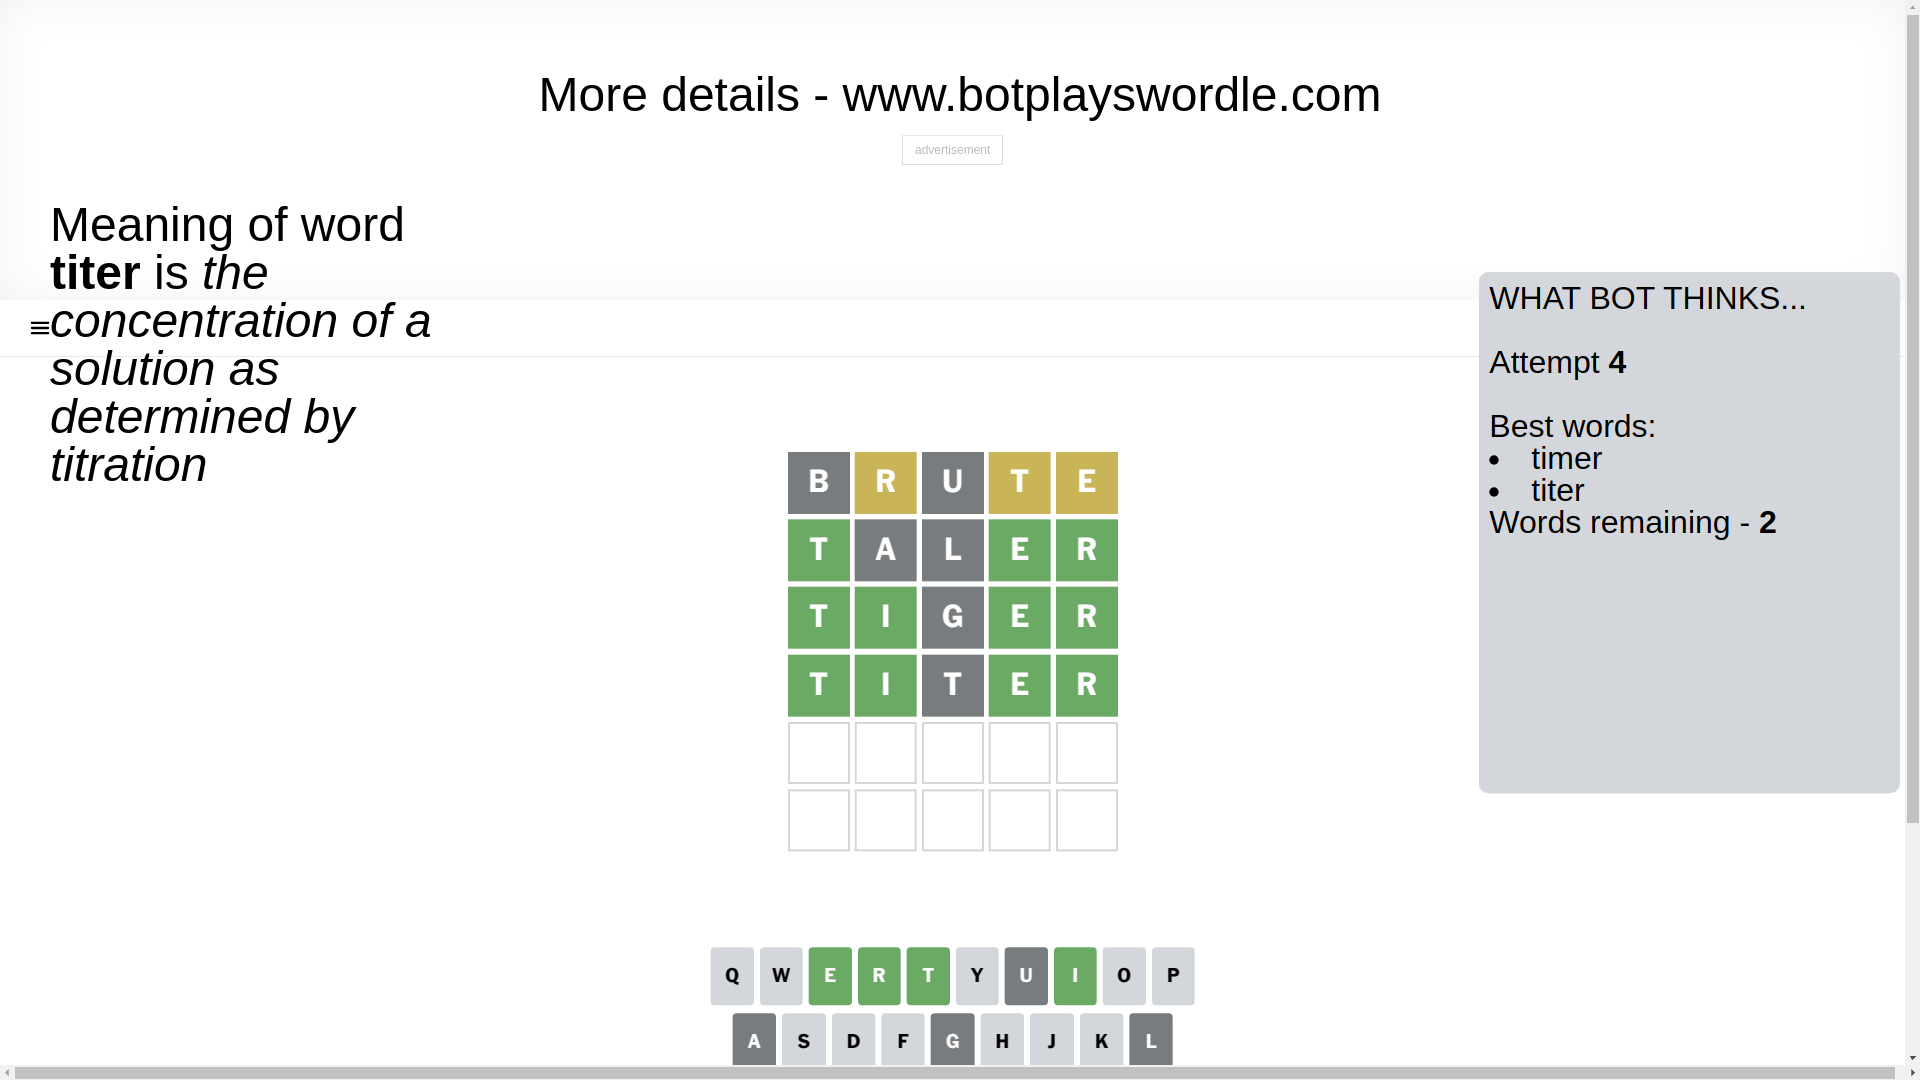 More details - www.botplayswordle.com
advertisement
Meaning of word
titer is the
concentration of a
solution as
determined by
titration
WHAT BOT THINKS...
Attempt 4
Best words:
• timer
• titer
Words remaining - 2
B R U T E
T A L E R
T I G E R
T I T E R
Q W E R T Y U I O P
A S D F G H J K L